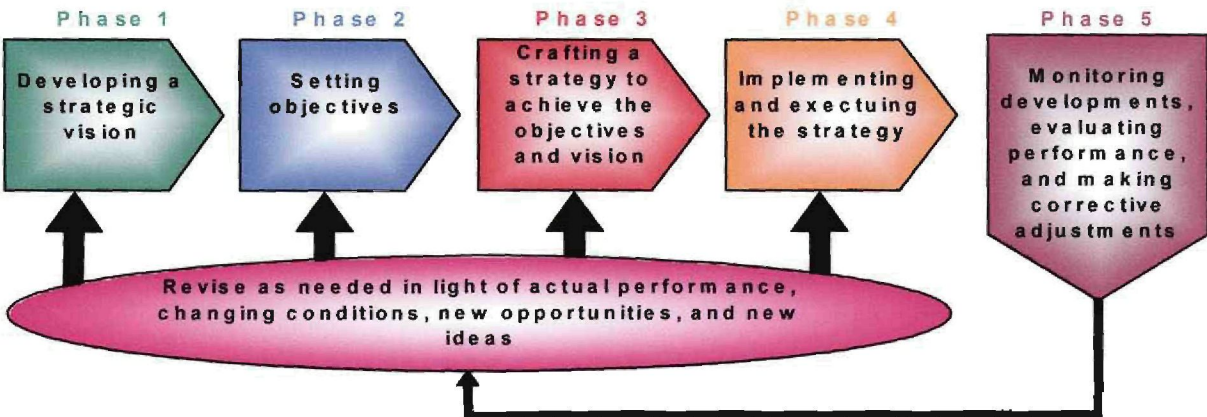 Phase 1
Phase 2
Phase 3
Phase 4
Phase 5
Developing a
strategic
vision
Setting
objectives
Crafting a
strategy to
achieve the
objectives
and vision
Implementing
and exectuing
the strategy
Monitoring
developments,
evaluating
performance,
and making
corrective
adjustments
Revise as needed in light of actual performance,
changing conditions, new opportunities, and new
ideas